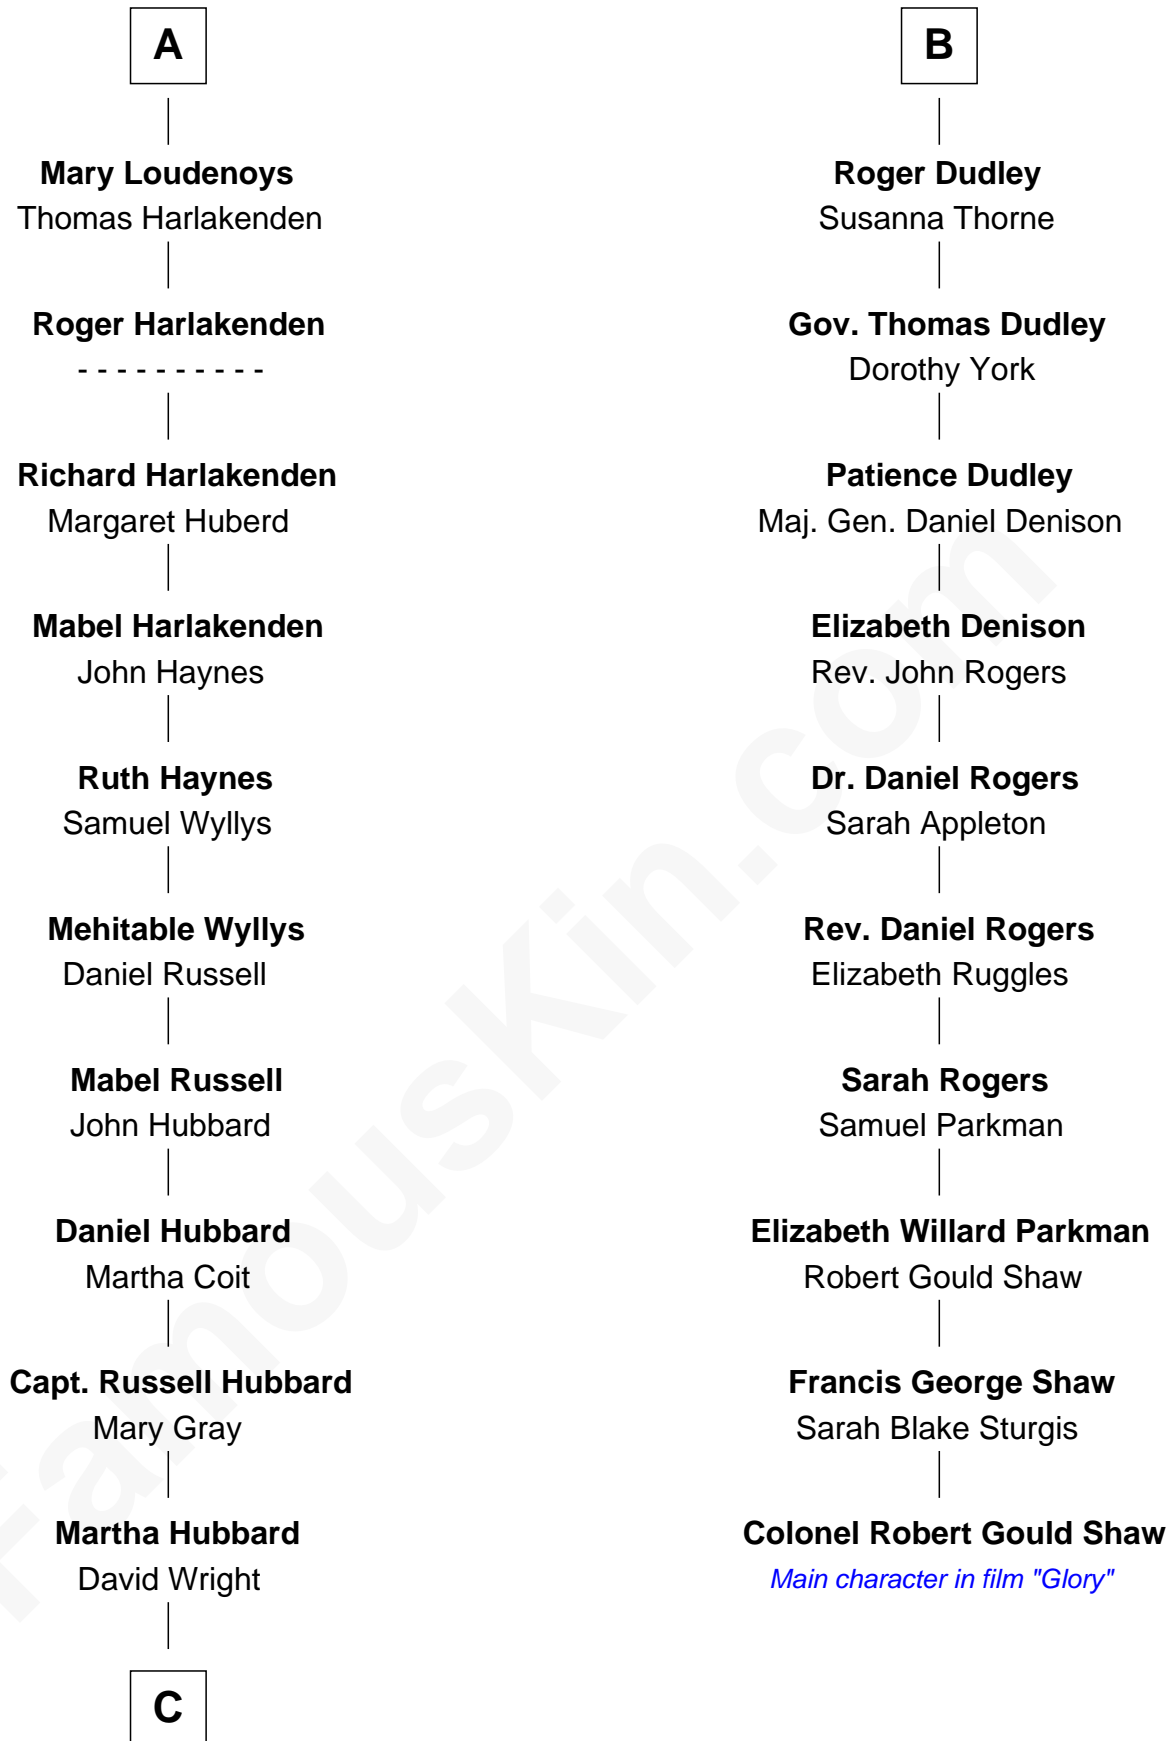 A
Mary Loudenoys
Thomas Harlakenden
Roger Harlakenden
- - - - - - - - - -
Richard Harlakenden
Margaret Huberd
Mabel Harlakenden
John Haynes
Ruth Haynes
Samuel Wyllys
Mehitable Wyllys
Daniel Russell
Mabel Russell
John Hubbard
Daniel Hubbard
Martha Coit
Capt. Russell Hubbard
Mary Gray
Martha Hubbard
David Wright
C
B
Roger Dudley
Susanna Thorne
Gov. Thomas Dudley
Dorothy York
Patience Dudley
Maj. Gen. Daniel Denison
Elizabeth Denison
Rev. John Rogers
Dr. Daniel Rogers
Sarah Appleton
Rev. Daniel Rogers
Elizabeth Ruggles
Sarah Rogers
Samuel Parkman
Elizabeth Willard Parkman
Robert Gould Shaw
Francis George Shaw
Sarah Blake Sturgis
Colonel Robert Gould Shaw
Main character in film "Glory"
FamousKin.com